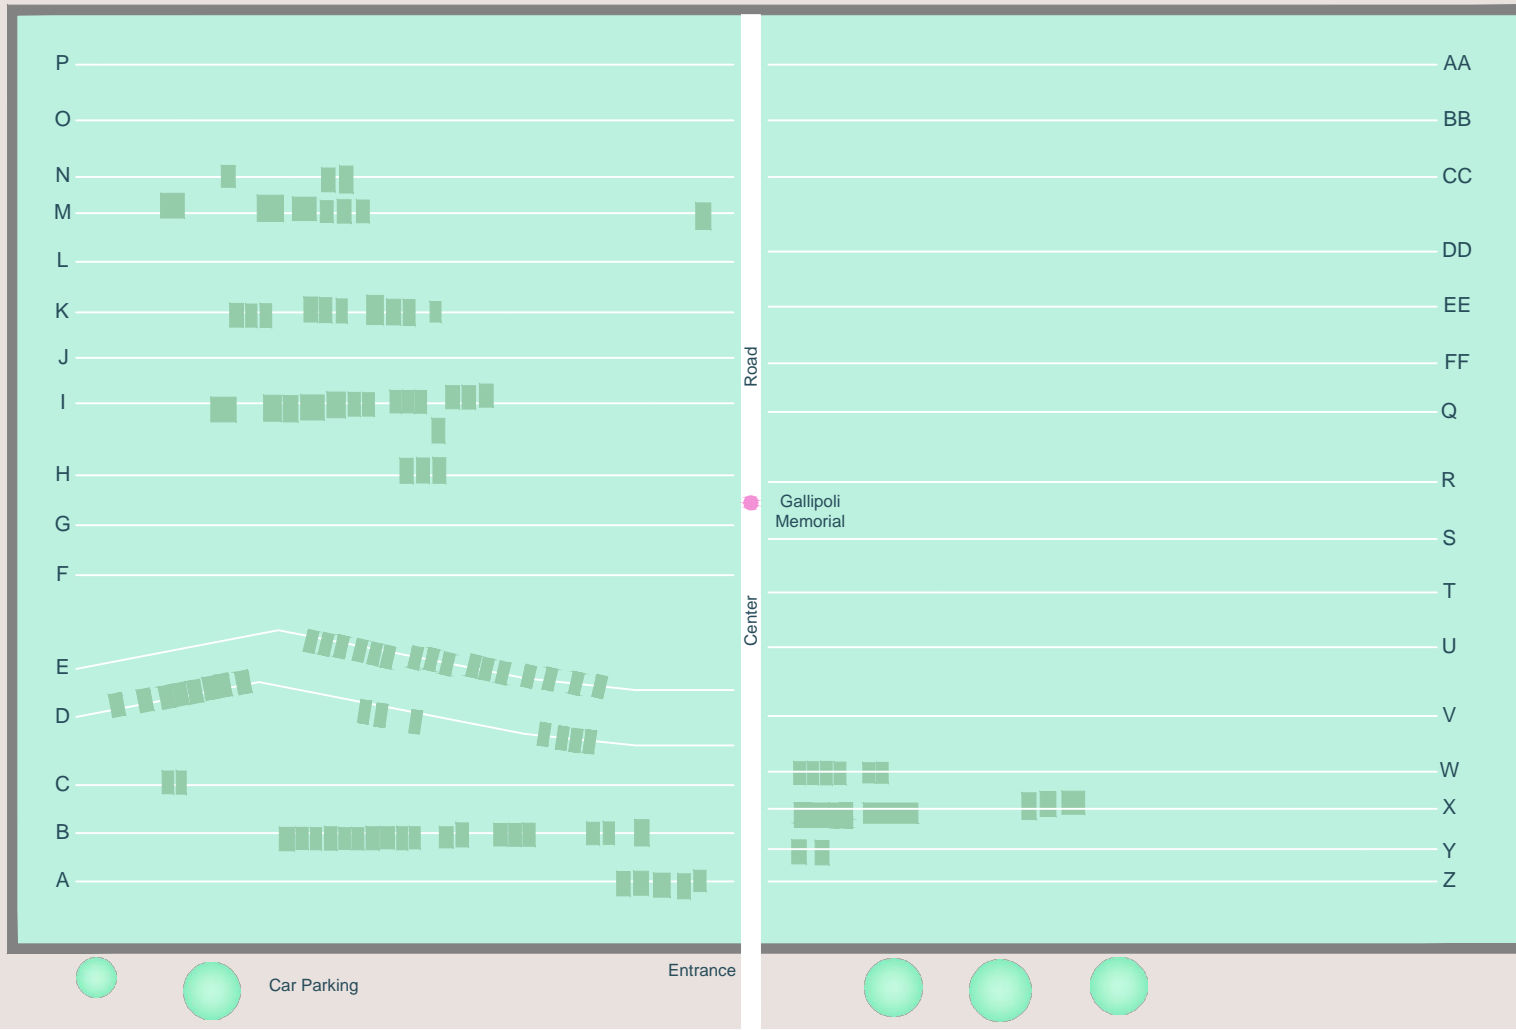 P
AA
O
BB
N
CC
M
L
DD
K
EE
J
FF
Road
I
Q
H
R
Gallipoli
Memorial
G
S
F
T
Center
U
E
D
V
C
W
X
B
Y
A
Z
Entrance
Car Parking